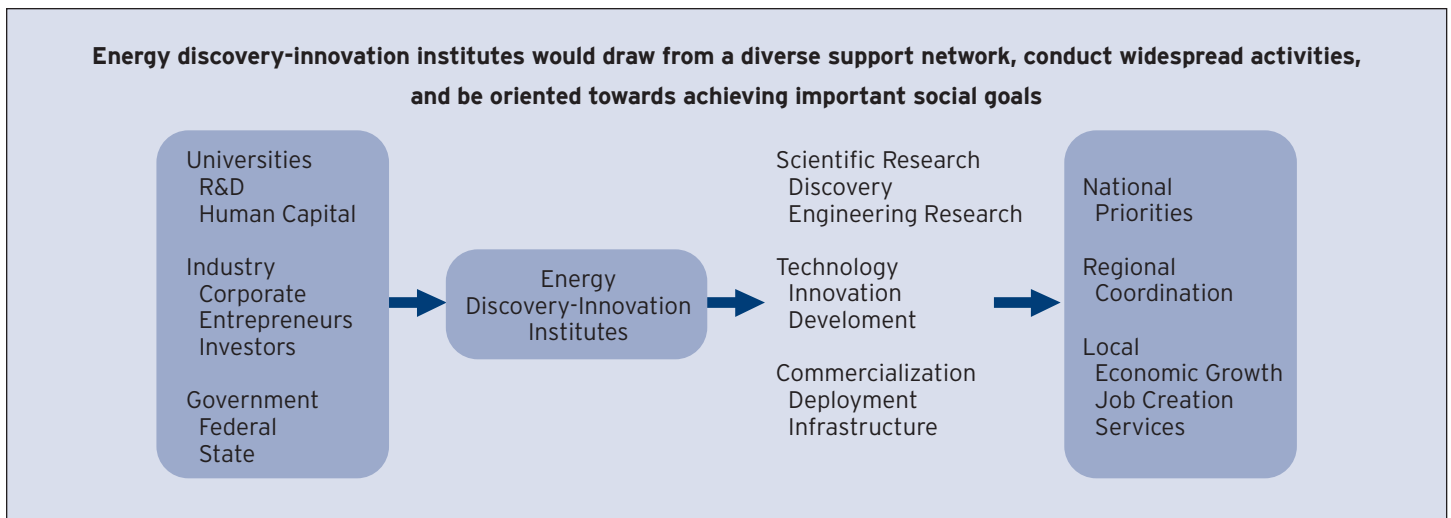 Energy discovery-innovation institutes would draw from a diverse support network, conduct widespread activities,
and be oriented towards achieving important social goals
Universities
R&D
Human Capital
Industry
Corporate
Entrepreneurs
Investors
Government
Federal
State
Energy
Discovery-Innovation
Institutes
Scientific Research
Discovery
Engineering Research
Technology
Innovation
Develoment
Commercialization
Deployment
Infrastructure
National
Priorities
Regional
Coordination
Local
Economic Growth
Job Creation
Services